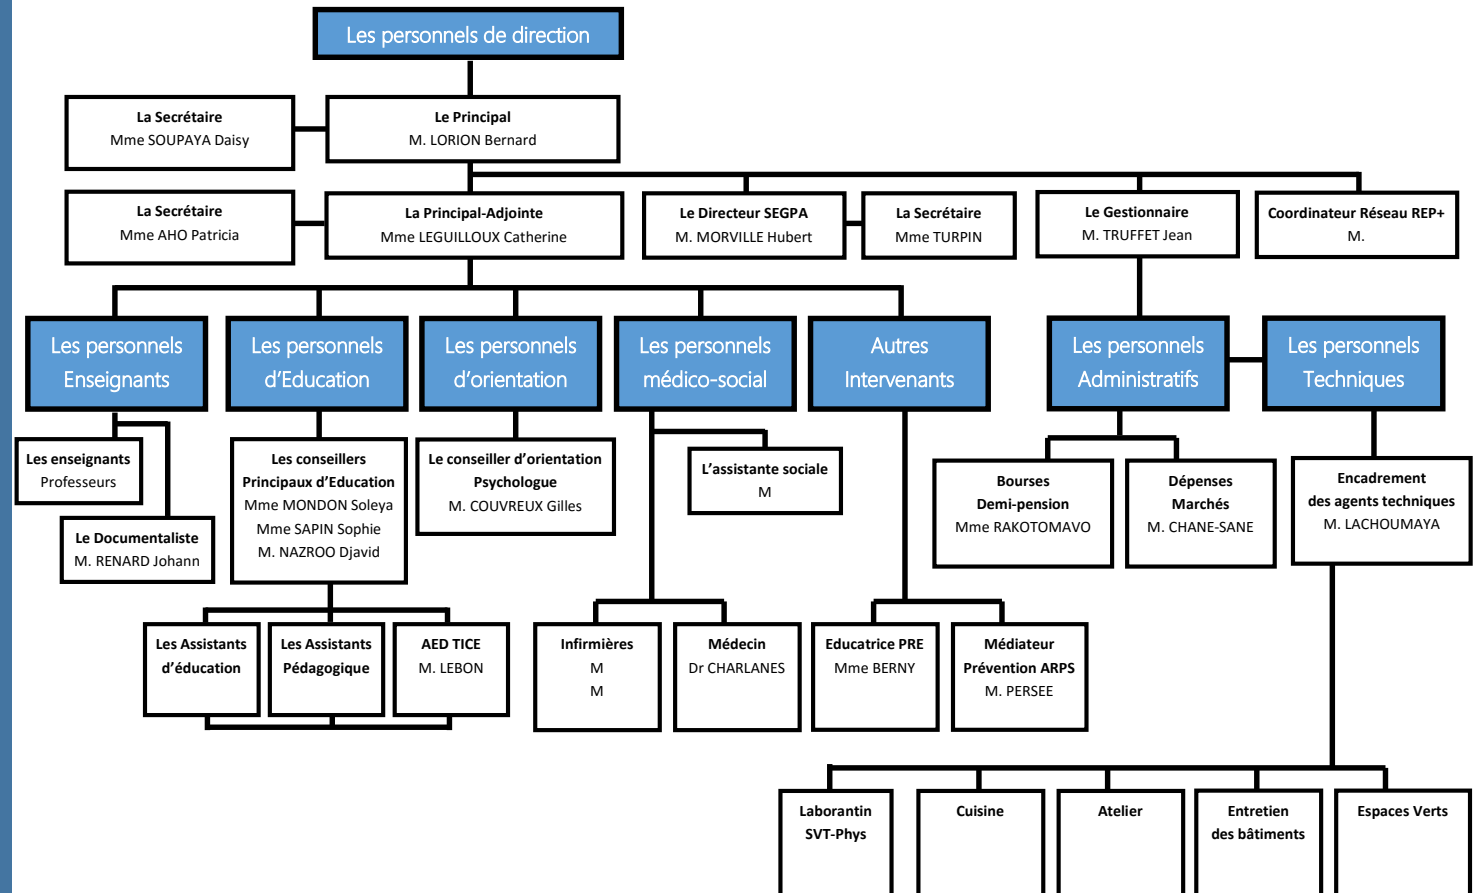 Les personnels de direction
La Secrétaire
Mme SOUPAYA Daisy
Le Principal
M. LORION Bernard
La Secrétaire
Mme AHO Patricia
La Principal-Adjointe
Mme LEGUILLOUX Catherine
Le Directeur SEGPA
M. MORVILLE Hubert
La Secrétaire
Mme TURPIN
Le Gestionnaire
M. TRUFFET Jean
Coordinateur Réseau REP+
M.
Les personnels
Enseignants
Les personnels
d'Education
Les personnels
d'orientation
Les personnels
médico-social
Autres
Intervenants
Les personnels
Administratifs
Les personnels
Techniques
Les enseignants
Professeurs
Le Documentaliste
M. RENARD Johann
Les conseillers
Principaux d'Education
Mme MONDON Soleya
Mme SAPIN Sophie
M. NAZROO Djavid
Le conseiller d'orientation
Psychologue
M. COUVREUX Gilles
L'assistante sociale
M
Bourses
Demi-pension
Mme RAKOTOMAVO
Dépenses
Marchés
M. CHANE-SANE
Encadrement
des agents techniques
M. LACHOUMAYA
Les Assistants
d'éducation
Les Assistants
Pédagogique
AED TICE
M. LEBON
Infirmières
M
M
Médecin
Dr CHARLANES
Educatrice PRE
Mme BERNY
Médiateur
Prévention ARPS
M. PERSEE
Laborantin
SVT-Phys
Cuisine
Atelier
Entretien
des bâtiments
Espaces Verts